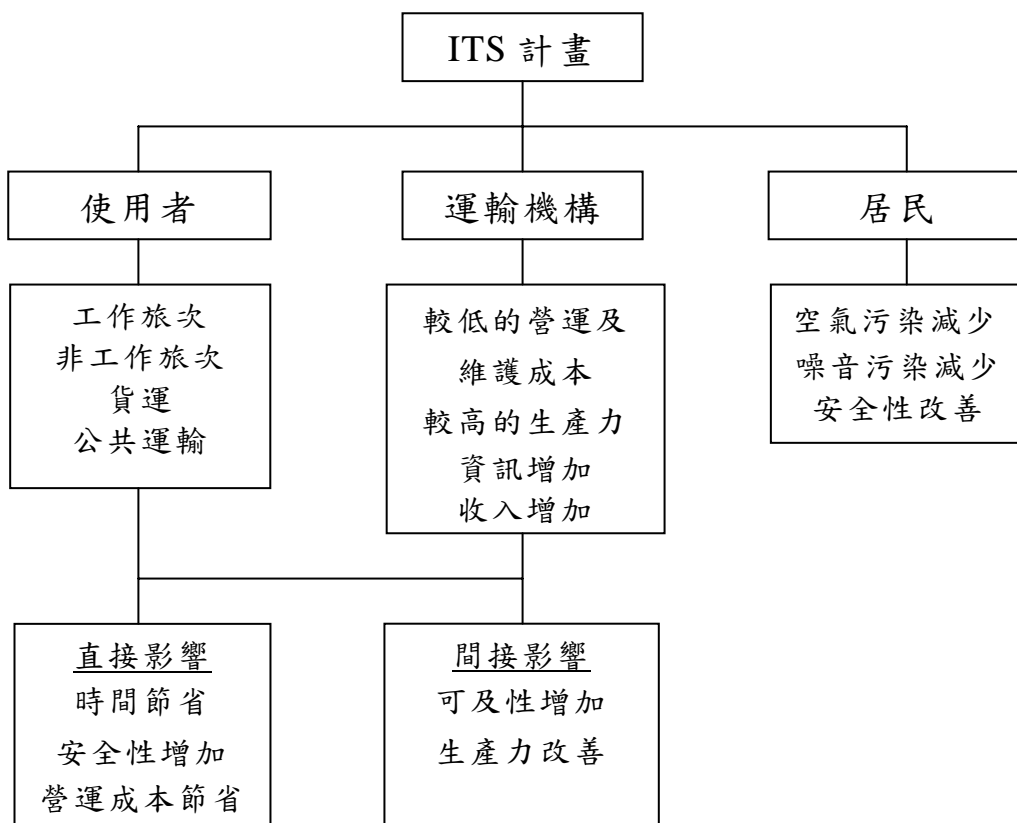 ITS 計畫
使用者
運輸機構
居民
工作旅次
非工作旅次
貨運
公共運輸
較低的營運及
維護成本
較高的生產力
資訊增加
收入增加
空氣污染減少
噪音污染減少
安全性改善
直接影響
時間節省
安全性增加
營運成本節省
間接影響
可及性增加
生產力改善